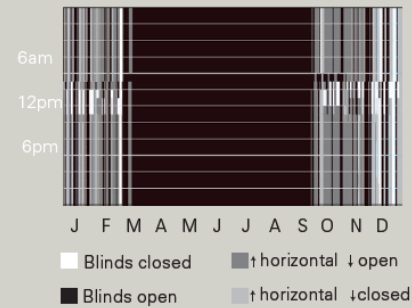 6am
12pm
6pm
J F M A M J J A S O N D
Blinds closed
↑ horizontal ↓ open
Blinds open
↑ horizontal ↓closed